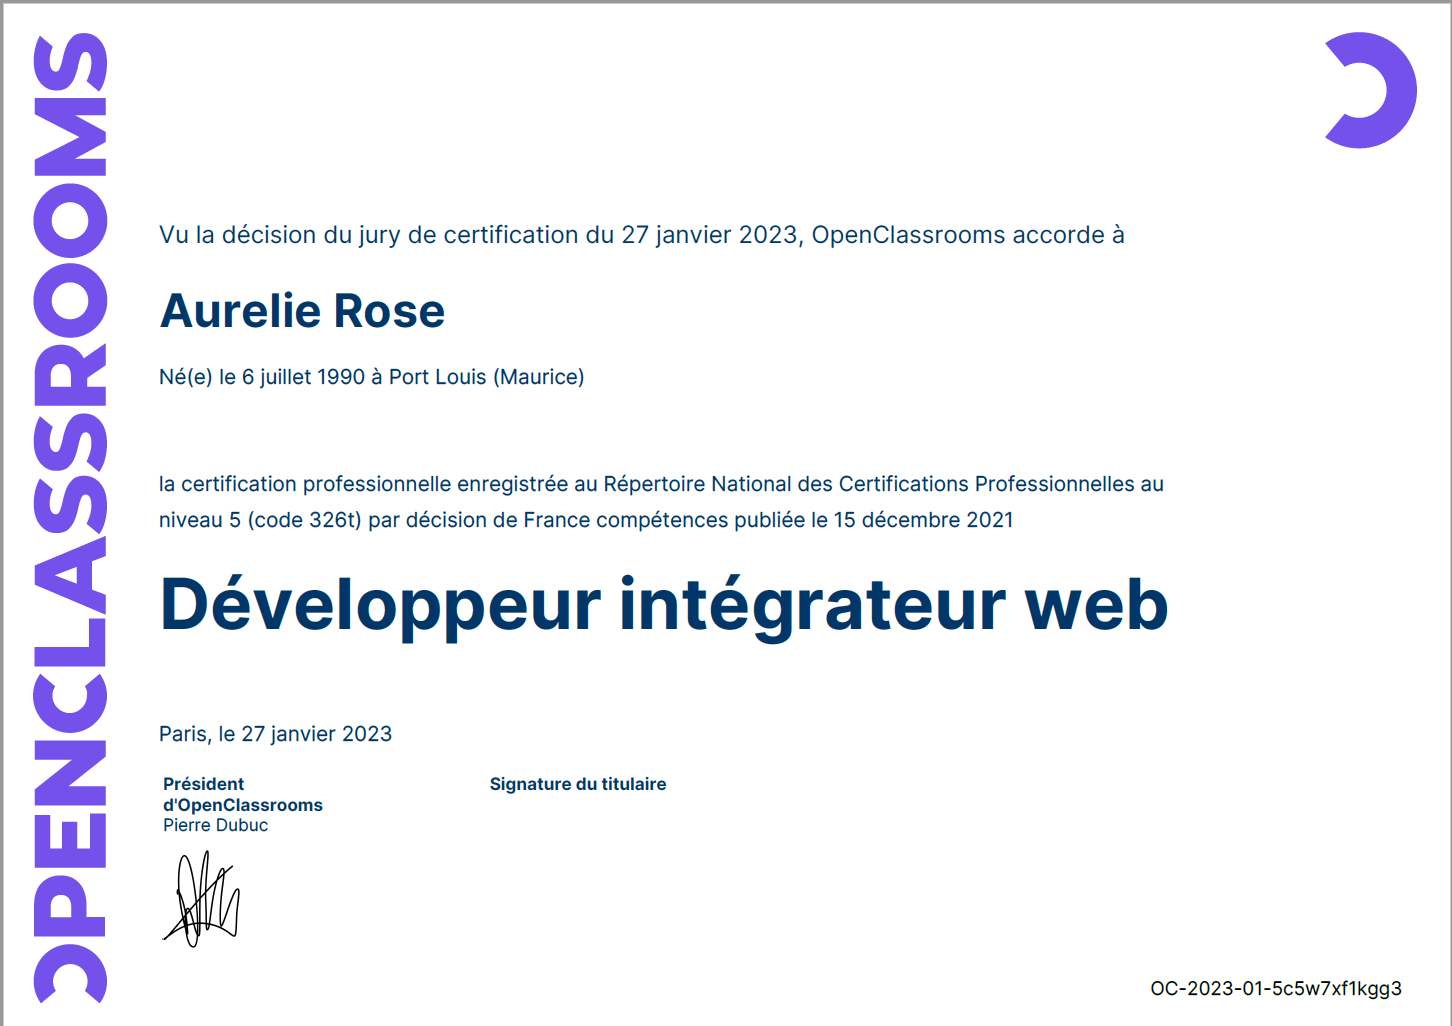 OPENCLASSROOMS
Vu la décision du jury de certification du 27 janvier 2023, OpenClassrooms accorde à
Aurelie Rose
Né(e) le 6 juillet 1990 à Port Louis (Maurice)
la certification professionnelle enregistrée au Répertoire National des Certifications Professionnelles au
niveau 5 (code 326t) par décision de France compétences publiée le 15 décembre 2021
Développeur intégrateur web
Paris, le 27 janvier 2023
Président
d'OpenClassrooms
Pierre Dubuc
Signature du titulaire
OC-2023-01-5c5w7xf1kgg3